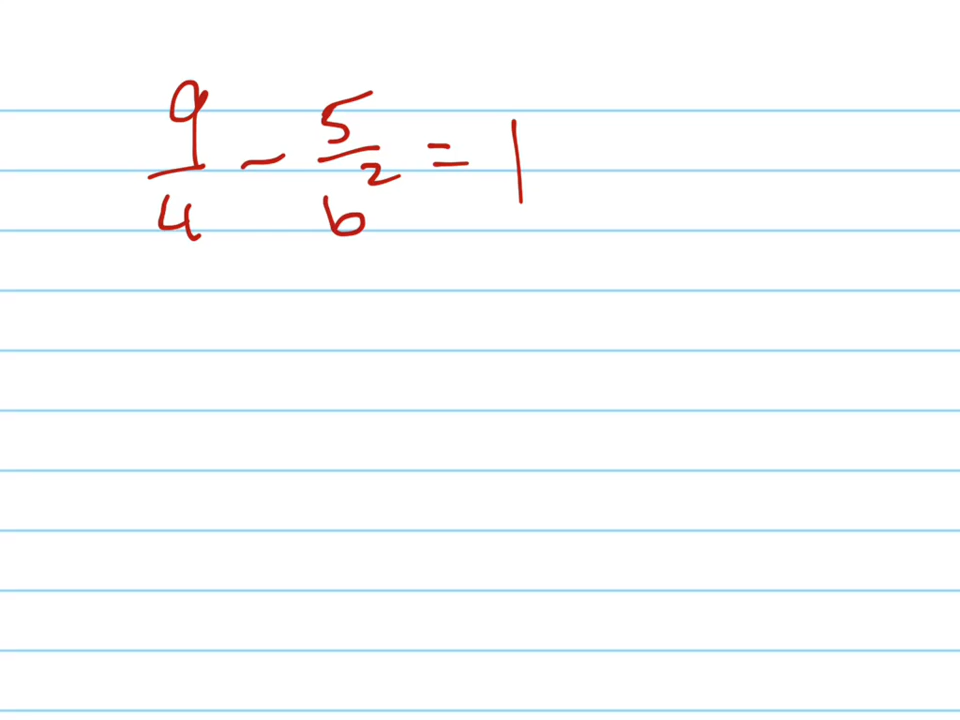 9/4 − 5/b² = 1